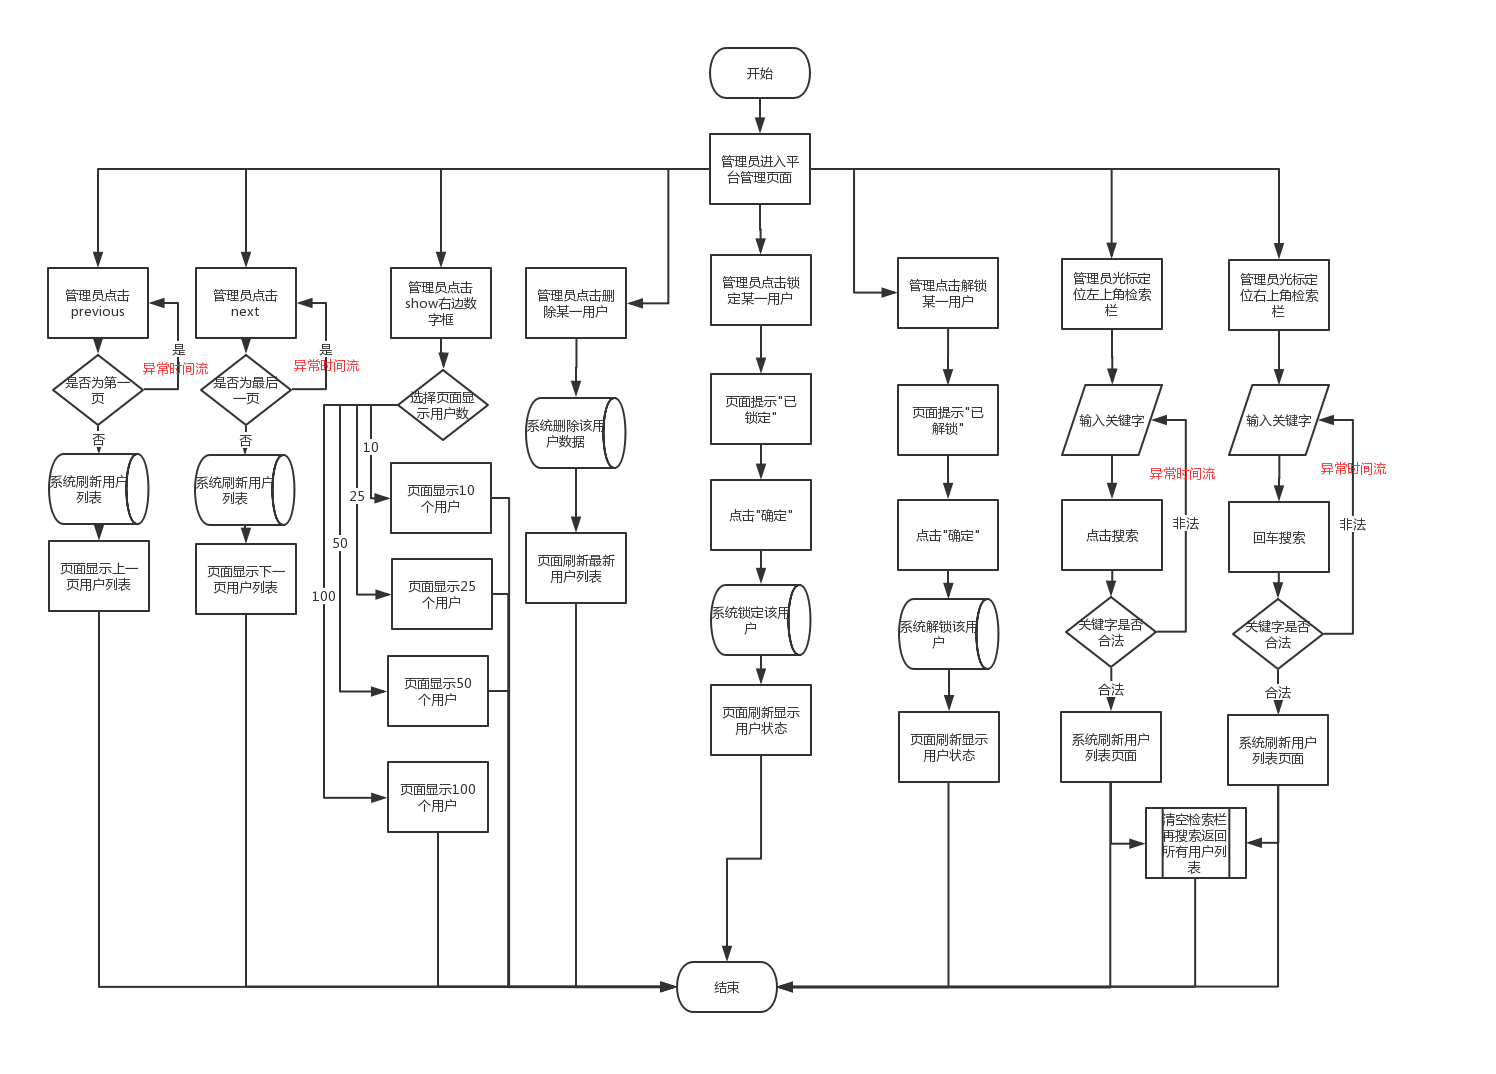 开始
管理员进入平
台管理页面
管理员点击
previous
是
异常时间流
是否为第一
页
否
系统刷新用户
列表
页面显示上一
页用户列表
管理员点击
next
是
异常时间流
是否为最后
一页
否
系统刷新用户
列表
页面显示下一
页用户列表
管理员点击
show右边数
字框
选择页面显
示用户数
10
25
50
100
页面显示10
个用户
页面显示25
个用户
页面显示50
个用户
页面显示100
个用户
管理员点击删
除某一用户
系统删除该用
户数据
页面刷新最新
用户列表
管理员点击锁
定某一用户
页面提示"已
锁定"
点击"确定"
系统锁定该用
户
页面刷新显示
用户状态
管理点击解锁
某一用户
页面提示"已
解锁"
点击"确定"
系统解锁该用
户
页面刷新显示
用户状态
管理员光标定
位左上角检索
栏
输入关键字
异常时间流
点击搜索
非法
关键字是否
合法
合法
系统刷新用户
列表页面
管理员光标定
位右上角检索
栏
输入关键字
异常时间流
回车搜索
非法
关键字是否
合法
合法
系统刷新用户
列表页面
清空检索栏
再搜索返回
所有用户列
表
结束